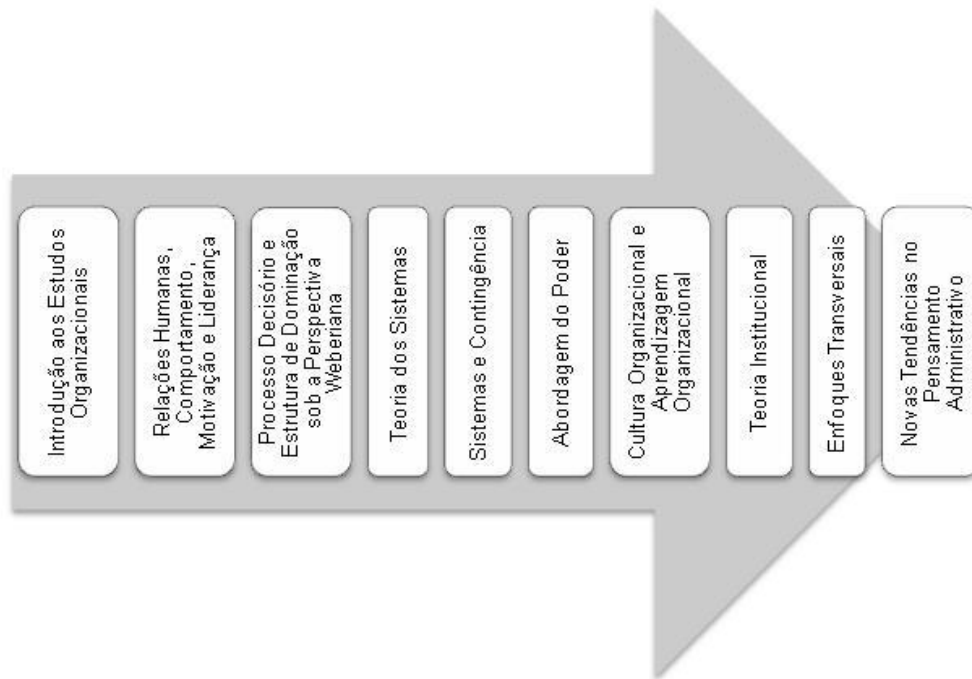 Introdução aos Estudos
Organizacionais
Relações Humanas,
Comportamento,
Motivação e Liderança
Processo Decisório e
Estrutura de Dominação
sob a Perspectiva
Weberiana
Teoria dos Sistemas
Sistemas e Contingência
Abordagem do Poder
Cultura Organizacional e
Aprendizagem
Organizacional
Teoria Institucional
Enfoques Transversais
Novas Tendências no
Pensamento
Administrativo